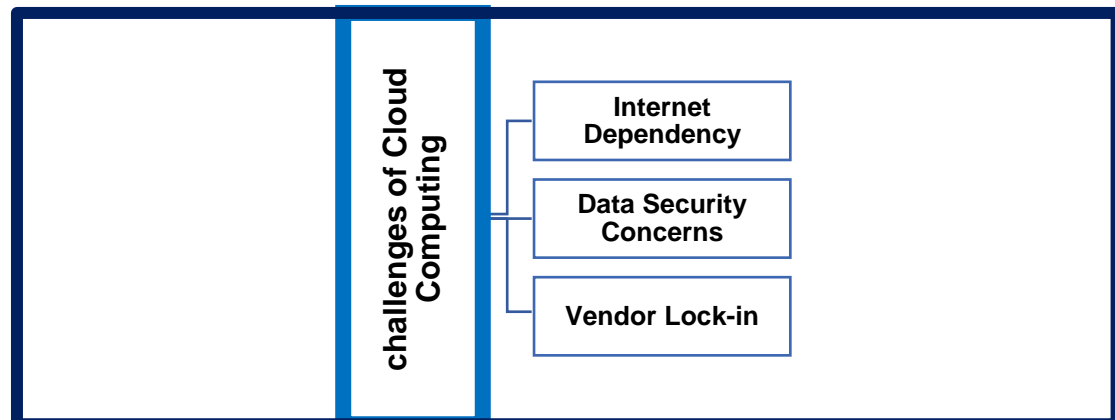 challenges of Cloud
Computing
Internet
Dependency
Data Security
Concerns
Vendor Lock-in